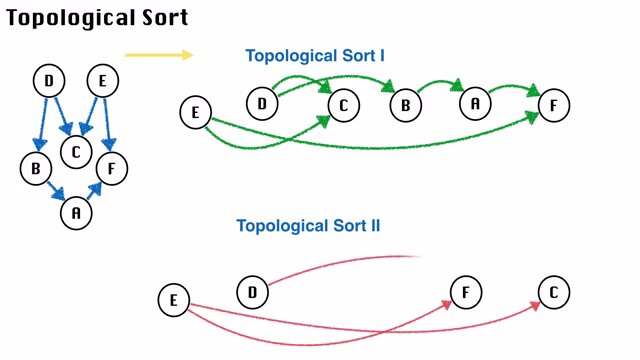 Topological Sort
Topological Sort I
D E
E D C B A F
C
B F
A
Topological Sort II
E D F C